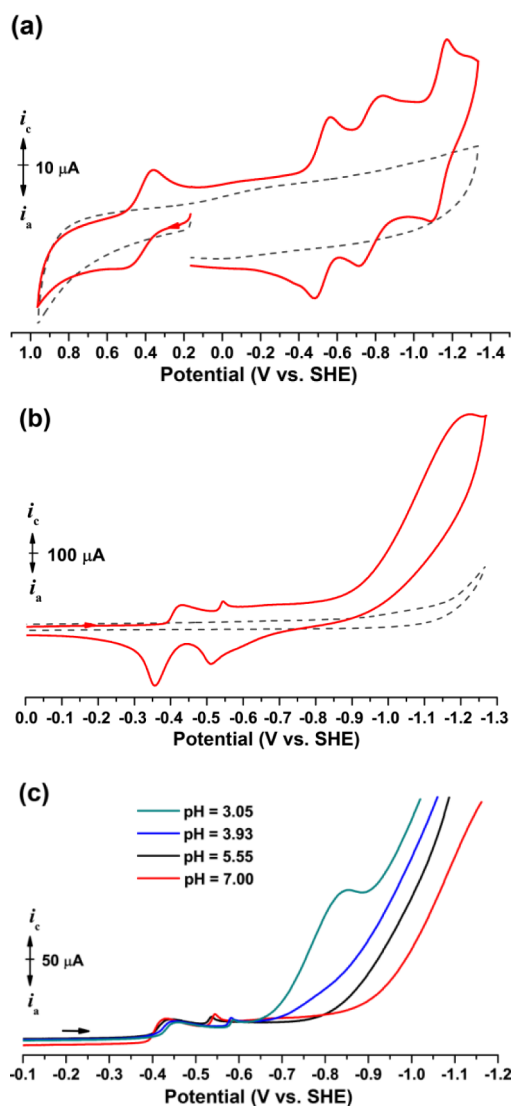 (a)
i_c
10 μA
i_a
1.0 0.8 0.6 0.4 0.2 0.0 -0.2 -0.4 -0.6 -0.8 -1.0 -1.2 -1.4
Potential (V vs. SHE)
(b)
i_c
100 μA
i_a
0.0 -0.1 -0.2 -0.3 -0.4 -0.5 -0.6 -0.7 -0.8 -0.9 -1.0 -1.1 -1.2 -1.3
Potential (V vs. SHE)
(c)
pH = 3.05
pH = 3.93
pH = 5.55
pH = 7.00
i_c
50 μA
i_a
-0.1 -0.2 -0.3 -0.4 -0.5 -0.6 -0.7 -0.8 -0.9 -1.0 -1.1 -1.2
Potential (V vs. SHE)